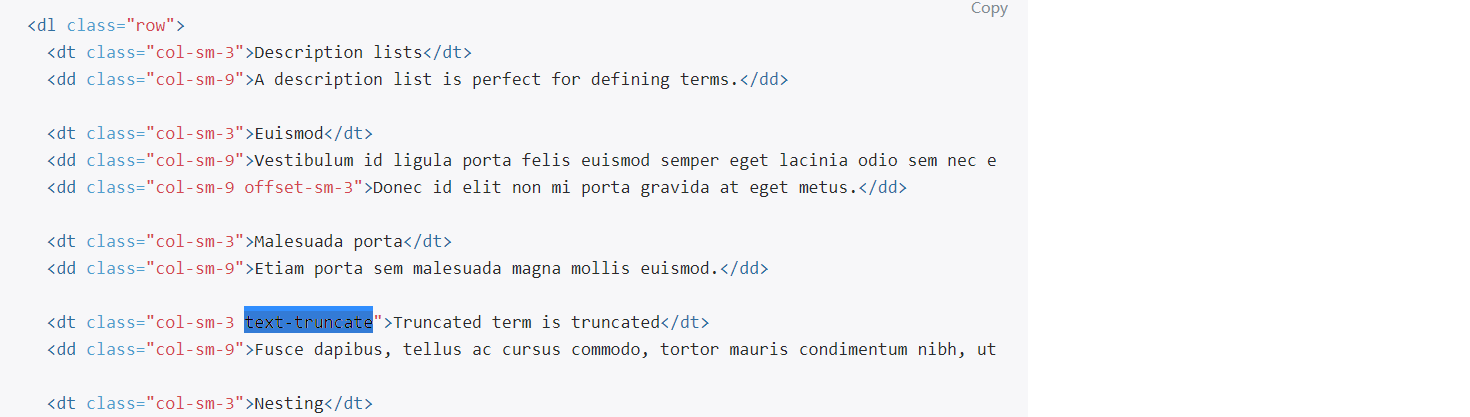 Copy
<dl class="row">
<dt class="col-sm-3">Description lists</dt>
<dd class="col-sm-9">A description list is perfect for defining terms.</dd>
<dt class="col-sm-3">Euismod</dt>
<dd class="col-sm-9">Vestibulum id ligula porta felis euismod semper eget lacinia odio sem nec e
<dd class="col-sm-9 offset-sm-3">Donec id elit non mi porta gravida at eget metus.</dd>
<dt class="col-sm-3">Malesuada porta</dt>
<dd class="col-sm-9">Etiam porta sem malesuada magna mollis euismod.</dd>
<dt class="col-sm-3 text-truncate">Truncated term is truncated</dt>
<dd class="col-sm-9">Fusce dapibus, tellus ac cursus commodo, tortor mauris condimentum nibh, ut
<dt class="col-sm-3">Nesting</dt>